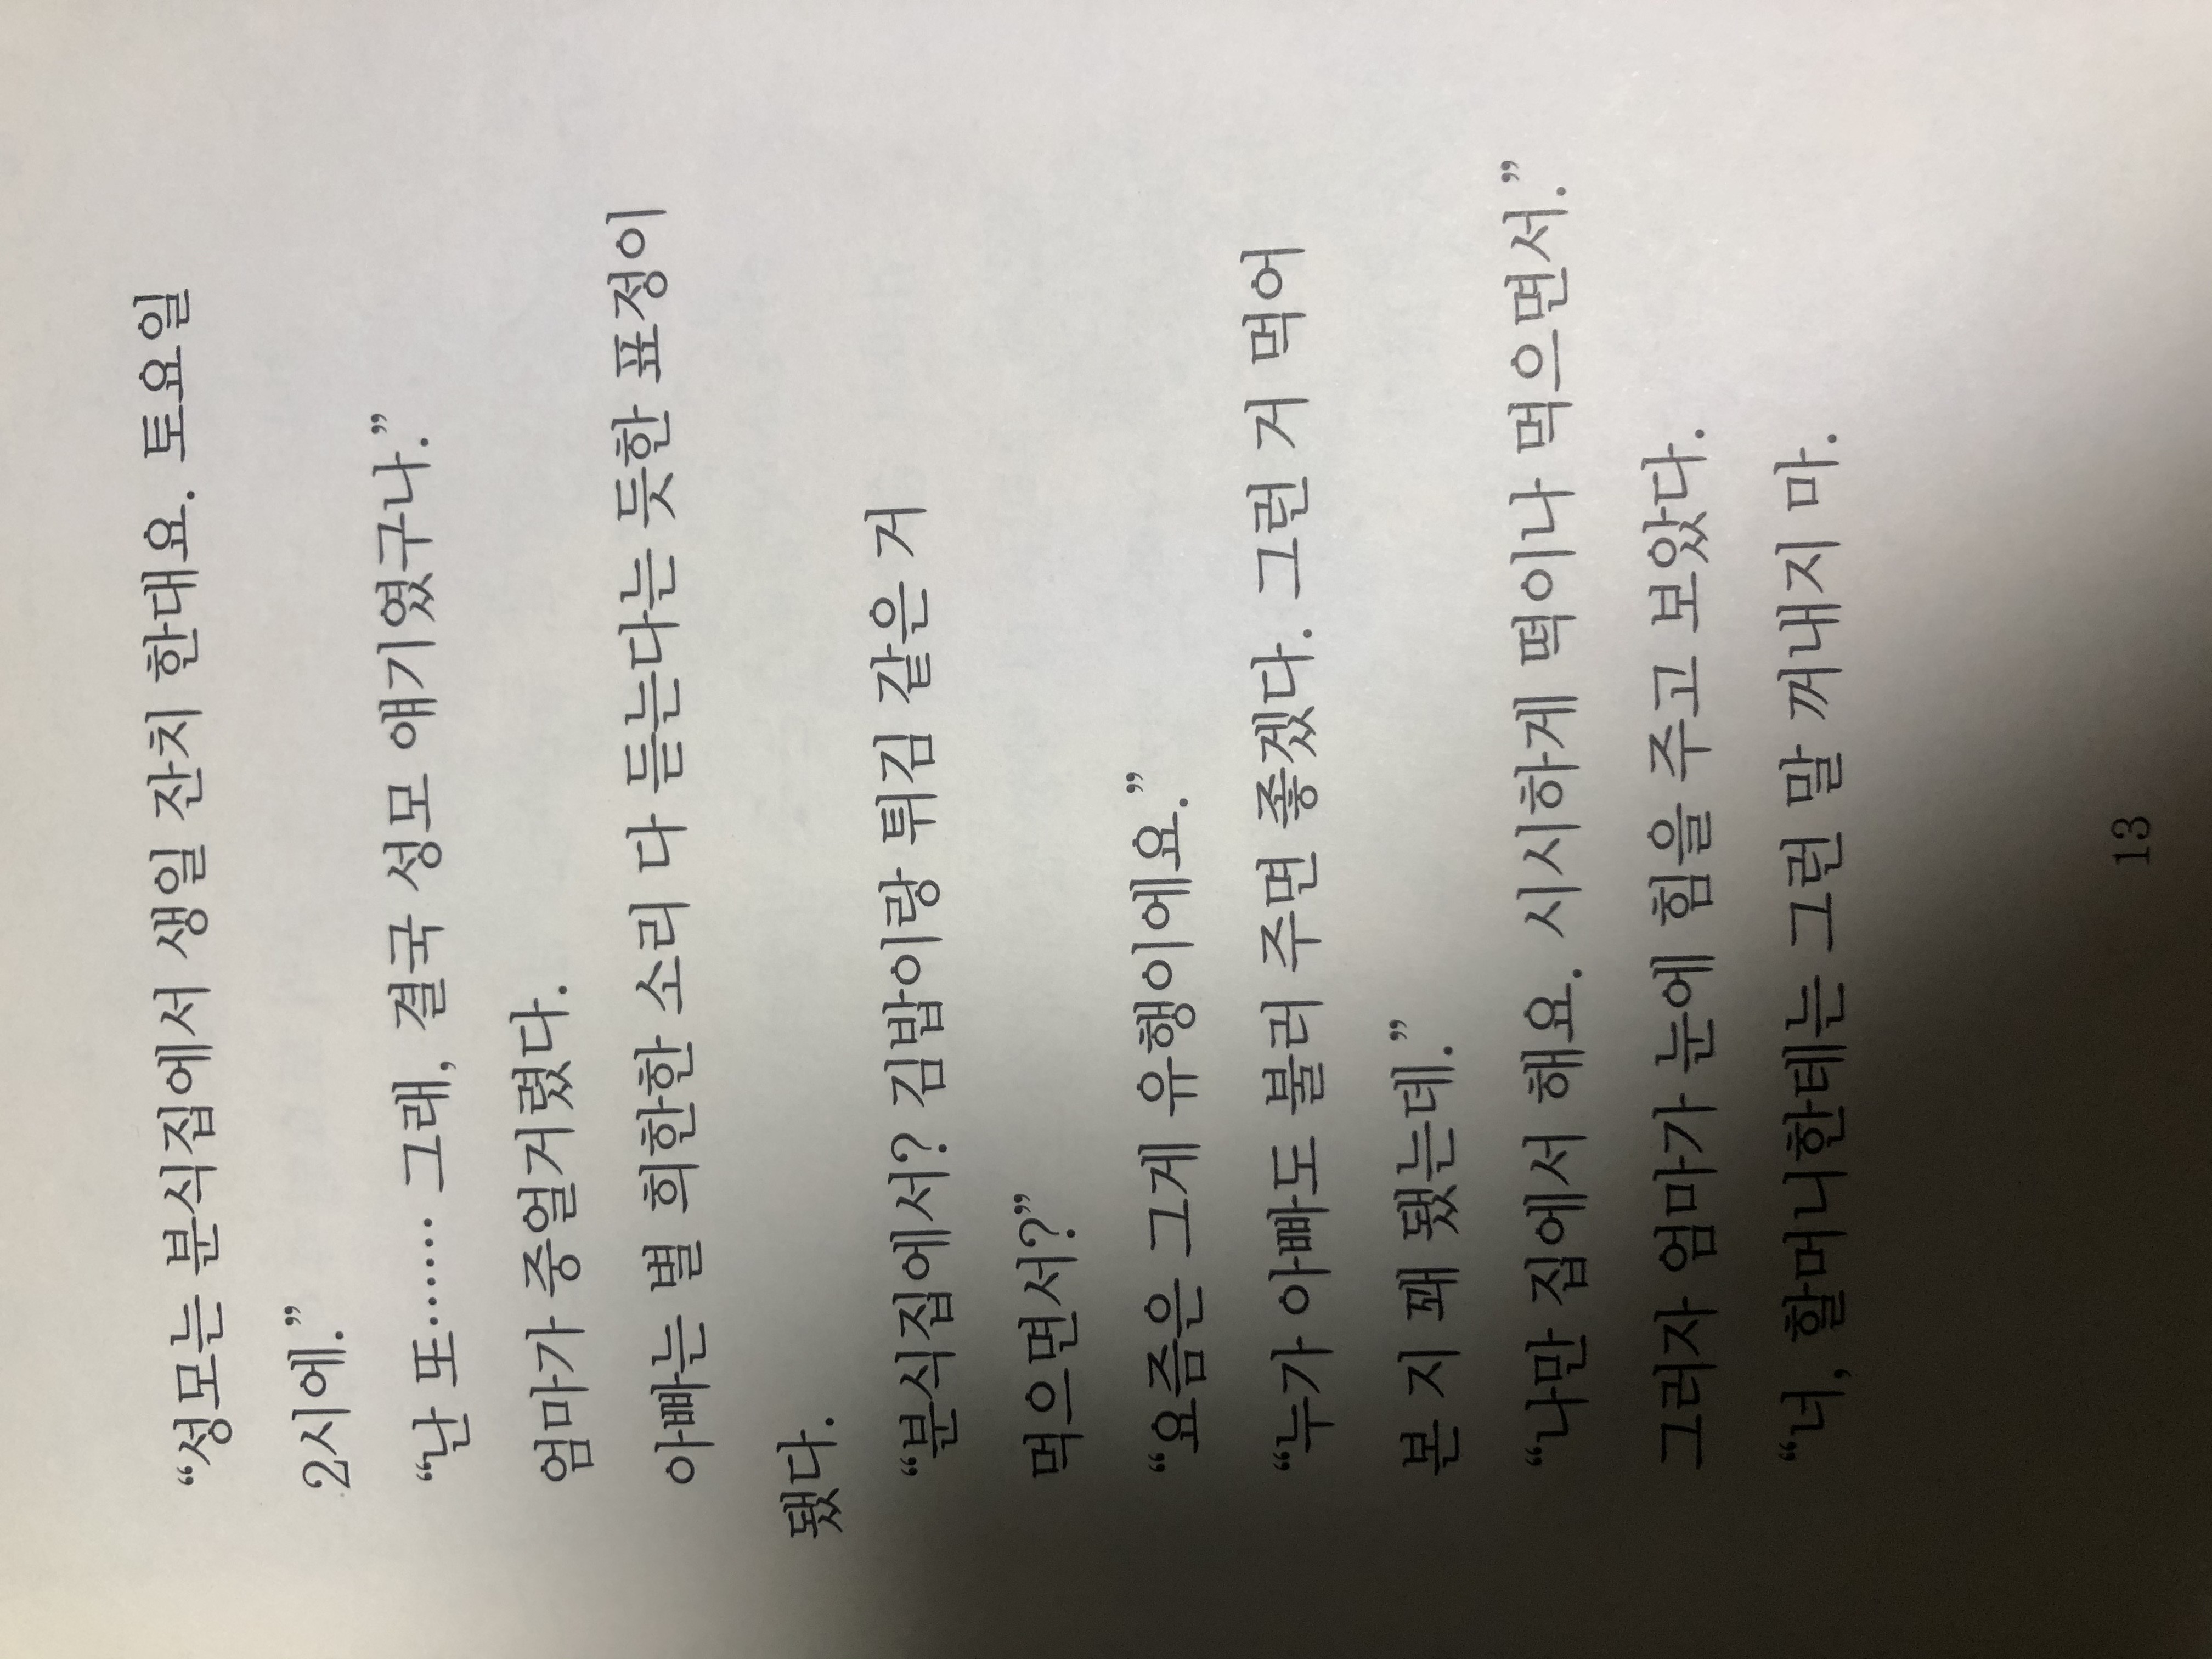 “성모는 분식집에서 생일 잔치 한대요. 토요일
2시에.”
“난 또…… 그래, 결국 성모 얘기였구나.”
엄마가 중얼거렸다.
아빠는 별 희한한 소리 다 듣는다는 듯한 표정이
됐다.
“분식집에서? 김밥이랑 튀김 같은 거
먹으면서?”
“요즘은 그게 유행이에요.”
“누가 아빠도 불러 주면 좋겠다. 그런 거 먹어
본 지 꽤 됐는데.”
“나만 집에서 해요. 시시하게 떡이나 먹으면서.”
그러자 엄마가 눈에 힘을 주고 보았다.
“너, 할머니한테는 그런 말 꺼내지 마.
13